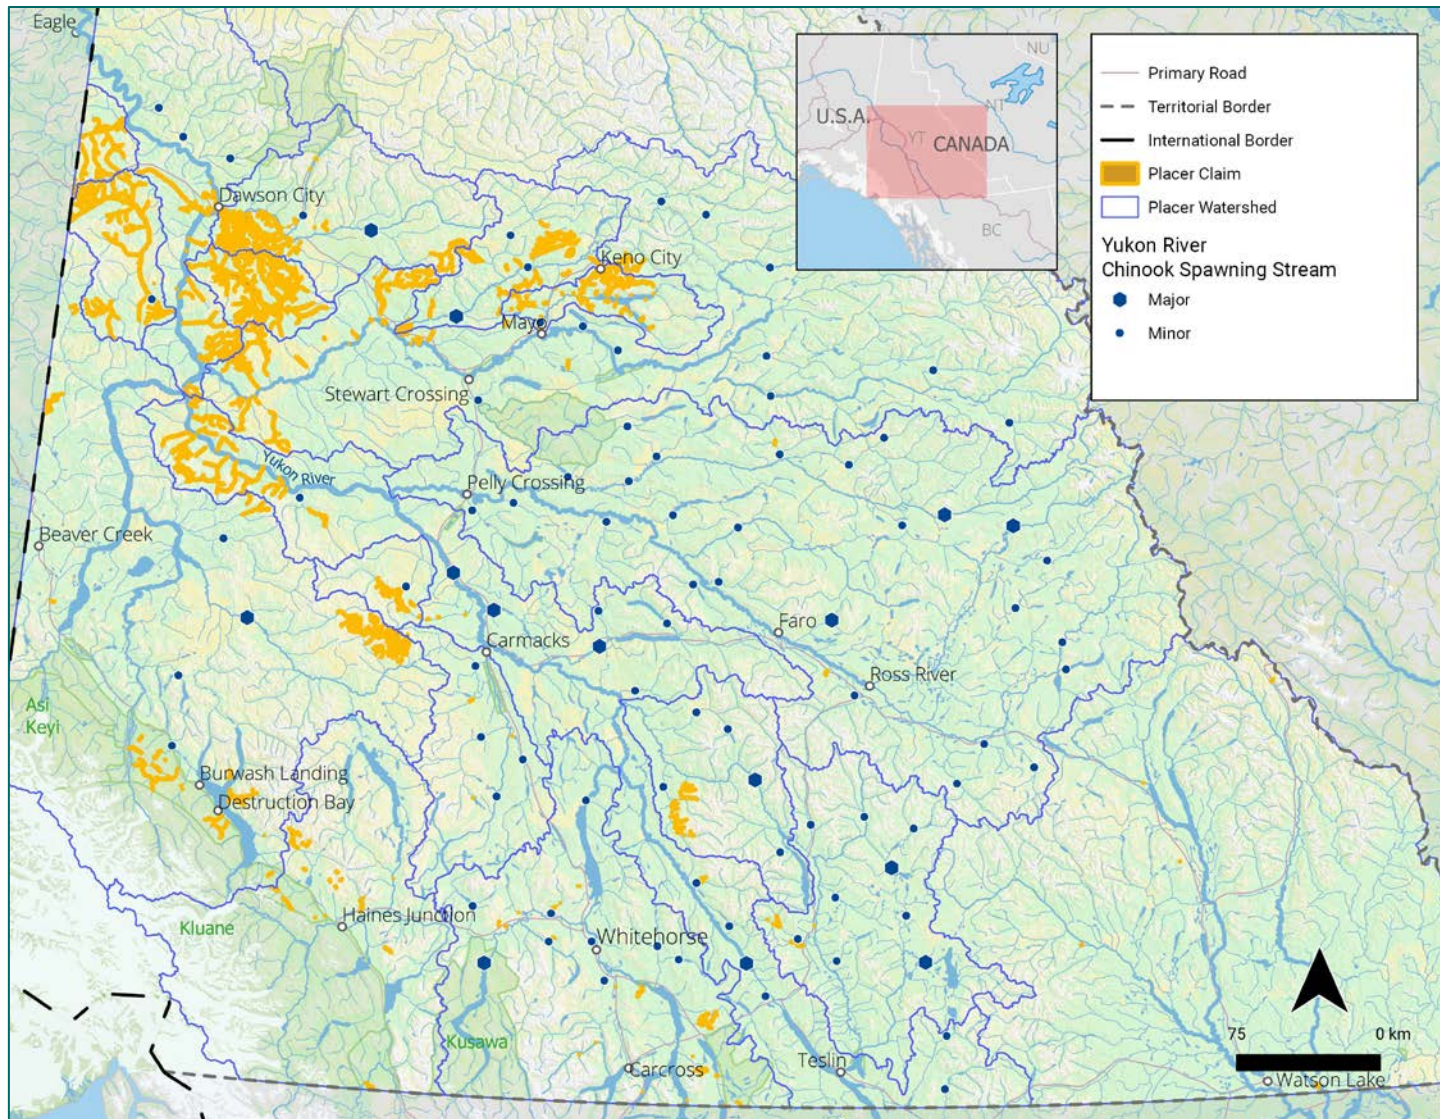 Eagle
Dawson City
Keno City
Mayo
Stewart Crossing
Yukon River
Pelly Crossing
Beaver Creek
Carmacks
Faro
Ross River
Asi
Keyi
Burwash Landing
Destruction Bay
Haines Junction
Kluane
Whitehorse
Kusawa
Carcross
Teslin
Watson Lake
NU
U.S.A.
NT
YT
CANADA
BC
Primary Road
Territorial Border
International Border
Placer Claim
Placer Watershed
Yukon River
Chinook Spawning Stream
Major
Minor
75
0 km